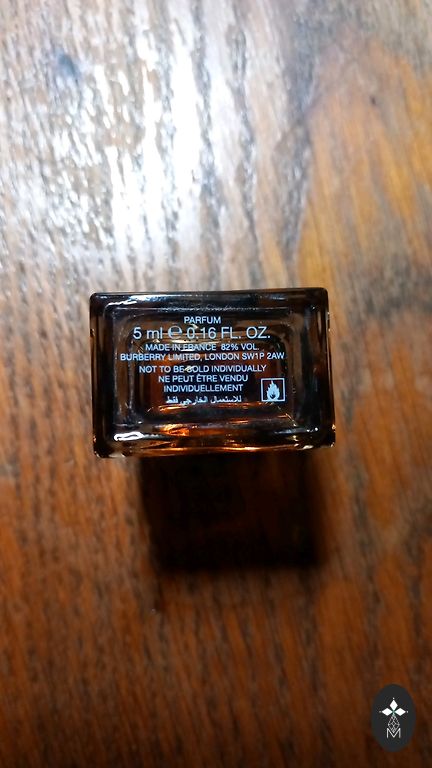 PARFUM
5 ml ℮ 0.16 FL. OZ.
MADE IN FRANCE 82% VOL.
BURBERRY LIMITED, LONDON SW1P 2AW
NOT TO BE SOLD INDIVIDUALLY
NE PEUT ÊTRE VENDU
INDIVIDUELLEMENT
للاستعمال الخارجي فقط
M